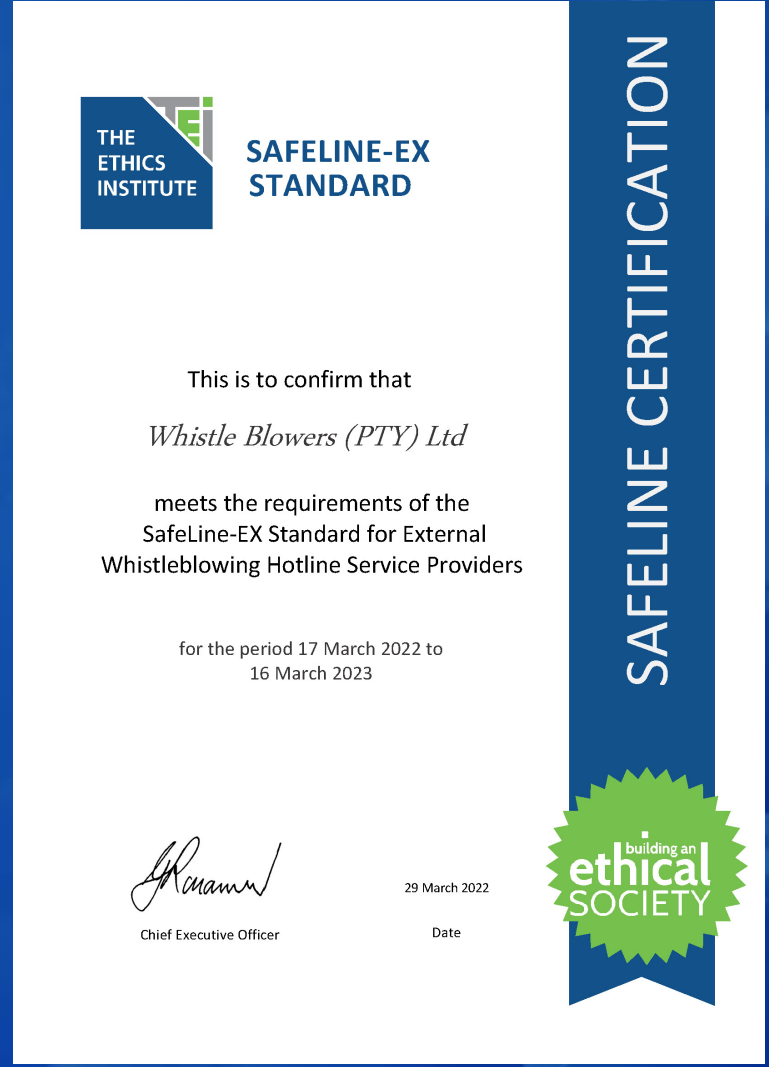 THE
ETHICS
INSTITUTE
TEi
SAFELINE-EX
STANDARD
This is to confirm that
Whistle Blowers (PTY) Ltd
meets the requirements of the
SafeLine-EX Standard for External
Whistleblowing Hotline Service Providers
for the period 17 March 2022 to
16 March 2023
29 March 2022
Chief Executive Officer
Date
SAFELINE CERTIFICATION
building an
ethical
SOCIETY